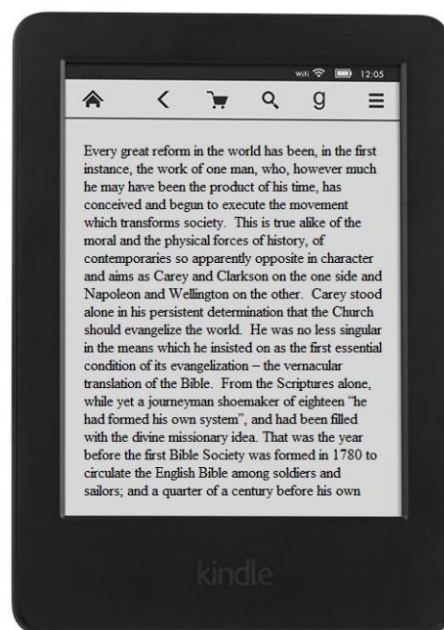 Wifi 12:05
g
Every great reform in the world has been, in the first
instance, the work of one man, who, however much
he may have been the product of his time, has
conceived and begun to execute the movement
which transforms society. This is true alike of the
moral and the physical forces of history, of
contemporaries so apparently opposite in character
and aims as Carey and Clarkson on the one side and
Napoleon and Wellington on the other. Carey stood
alone in his persistent determination that the Church
should evangelize the world. He was no less singular
in the means which he insisted on as the first essential
condition of its evangelization – the vernacular
translation of the Bible. From the Scriptures alone,
while yet a journeyman shoemaker of eighteen “he
had formed his own system”, and had been filled
with the divine missionary idea. That was the year
before the first Bible Society was formed in 1780 to
circulate the English Bible among soldiers and
sailors; and a quarter of a century before his own
kindle